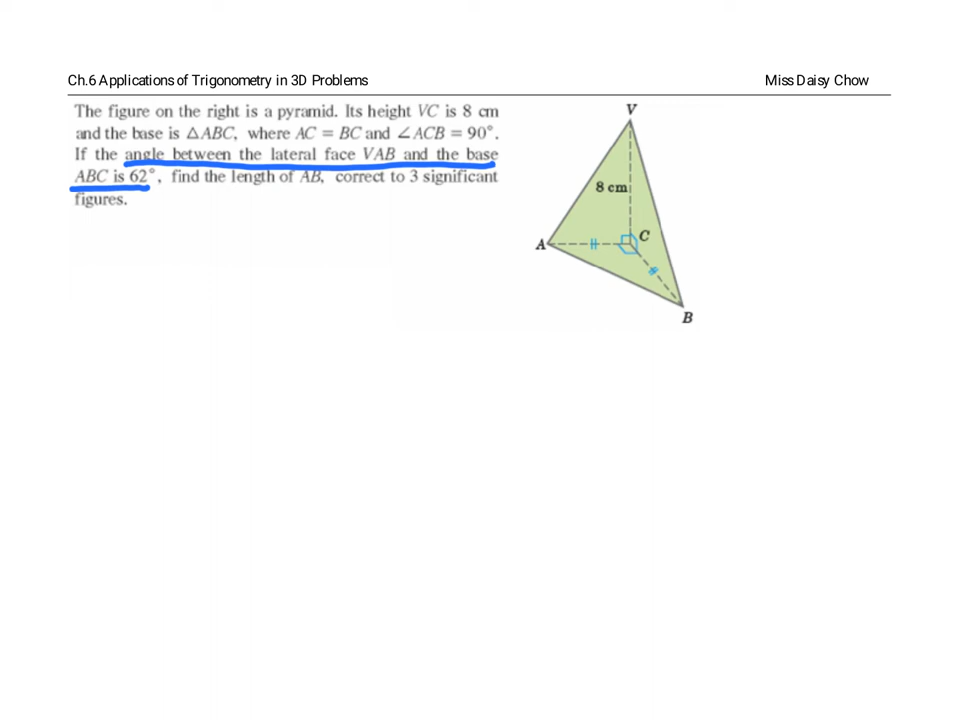 Ch.6 Applications of Trigonometry in 3D Problems
Miss Daisy Chow
The figure on the right is a pyramid. Its height VC is 8 cm
and the base is △ABC, where AC = BC and ∠ACB = 90°.
If the angle between the lateral face VAB and the base
ABC is 62°, find the length of AB, correct to 3 significant
figures.
V
8 cm
A
C
B